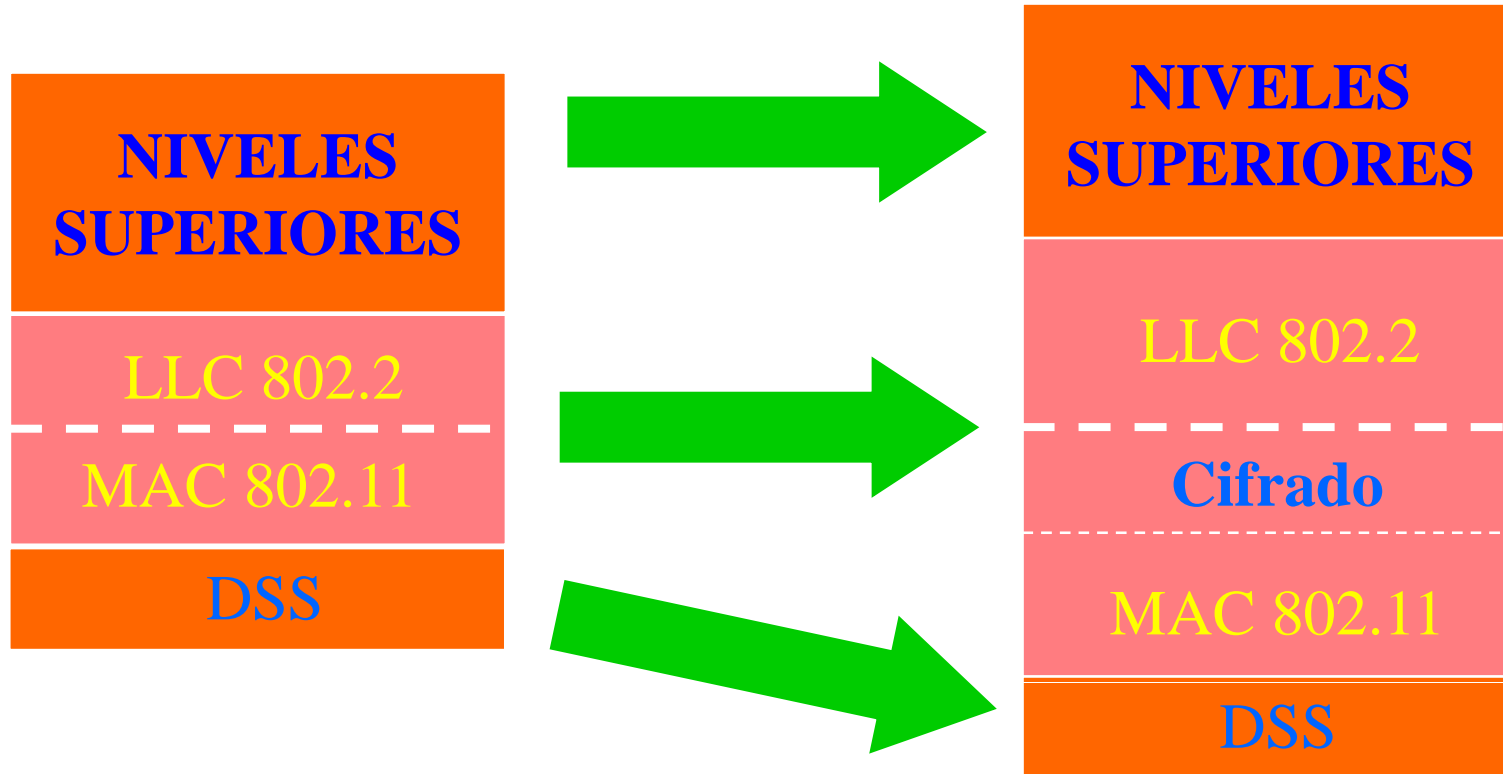 NIVELES
SUPERIORES
LLC 802.2
MAC 802.11
DSS
NIVELES
SUPERIORES
LLC 802.2
Cifrado
MAC 802.11
DSS